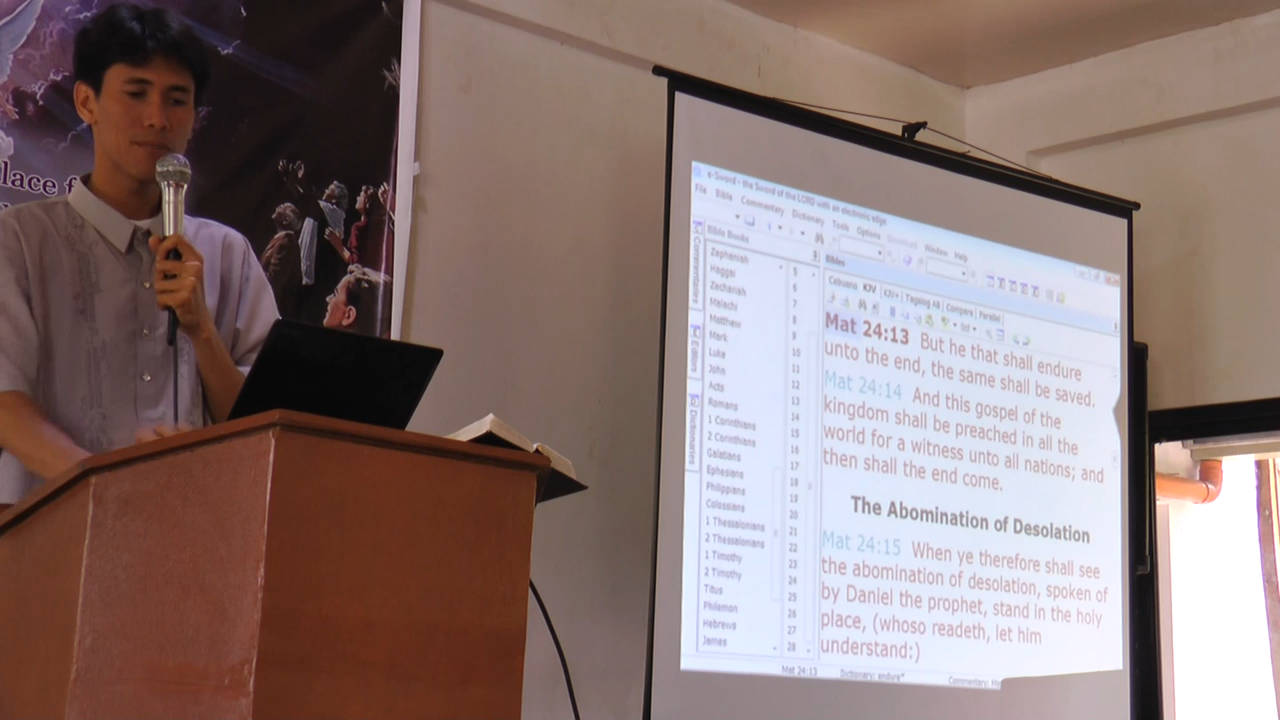 lace f
e-Sword - the Sword of the LORD with an electronic edge
File Bible Commentary Dictionary Tools Options Download Window Help
Bible Books
Bibles
Commentaries
Editors
Dictionaries
Zephaniah
Haggai
Zechariah
Malachi
Matthew
Mark
Luke
John
Acts
Romans
1 Corinthians
2 Corinthians
Galatians
Ephesians
Philippians
Colossians
1 Thessalonians
2 Thessalonians
1 Timothy
2 Timothy
Titus
Philemon
Hebrews
James
5
6
7
8
9
10
11
12
13
14
15
16
17
18
19
20
21
22
23
24
25
26
27
28
Cebuano KJV KJV+ Tagalog AB Compare Parallel
Mat 24:13 But he that shall endure
unto the end, the same shall be saved.
Mat 24:14 And this gospel of the
kingdom shall be preached in all the
world for a witness unto all nations; and
then shall the end come.
The Abomination of Desolation
Mat 24:15 When ye therefore shall see
the abomination of desolation, spoken of
by Daniel the prophet, stand in the holy
place, (whoso readeth, let him
understand:)
Mat 24:13 Dictionary: endure* Commentary: